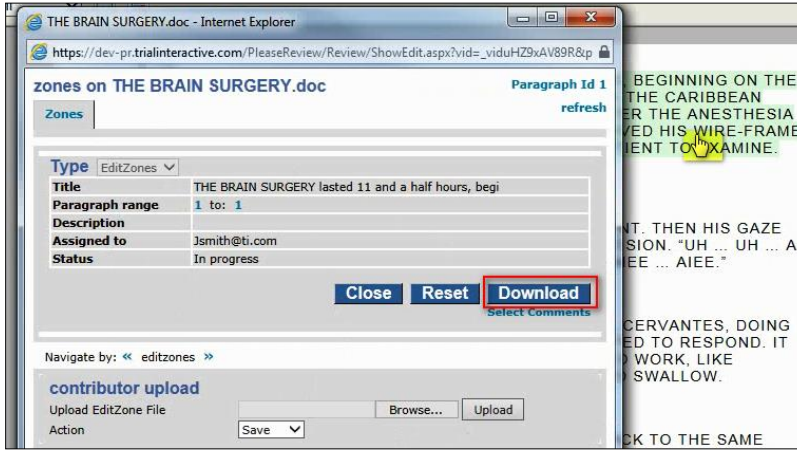 THE BRAIN SURGERY.doc - Internet Explorer
https://dev-pr.trialinteractive.com/PleaseReview/Review/ShowEdit.aspx?vid=_viduHZ9xAV89R&p
zones on THE BRAIN SURGERY.doc
Paragraph Id 1
Zones
refresh
Type EditZones
Title THE BRAIN SURGERY lasted 11 and a half hours, begi
Paragraph range 1 to: 1
Description
Assigned to Jsmith@ti.com
Status In progress
Close Reset Download
Select Comments
Navigate by: « editzones »
contributor upload
Upload EditZone File Browse... Upload
Action Save
, BEGINNING ON THE
THE CARIBBEAN
ER THE ANESTHESIA
VED HIS WIRE-FRAME
IENT TO EXAMINE.
NT. THEN HIS GAZE
SION. “UH ... UH ... A
IEE ... AIEE.”
CERVANTES, DOING
ED TO RESPOND. IT
WORK, LIKE
SWALLOW.
CK TO THE SAME